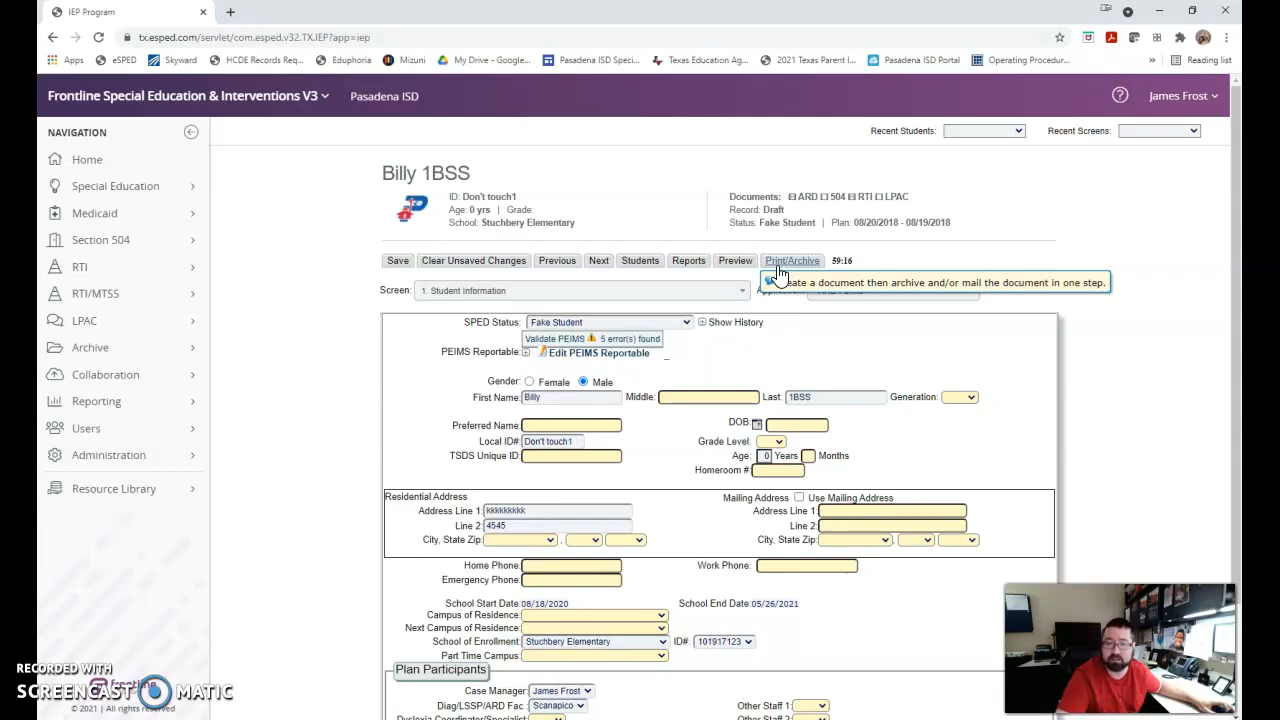 IEP Program
tx.esped.com/servlet/com.esped.v32.TX.IEP?app=iep
Apps eSPED Skyward HCDE Records Req... Eduphoria Mizuni My Drive - Google... Pasadena ISD Speci... Texas Education Ag... 2021 Texas Parent I... Pasadena ISD Portal Operating Procedur... » Reading list
Frontline Special Education & Interventions V3 Pasadena ISD James Frost
NAVIGATION
Recent Students: Recent Screens:
Home
Special Education
Medicaid
Section 504
RTI
RTI/MTSS
LPAC
Archive
Collaboration
Reporting
Users
Administration
Resource Library
Billy 1BSS
ID: Don't touch1
Age: 0 yrs | Grade:
School: Stuchbery Elementary
Documents: ARD 504 RTI LPAC
Record: Draft
Status: Fake Student | Plan: 08/20/2018 - 08/19/2018
Save Clear Unsaved Changes Previous Next Students Reports Preview Print/Archive 59:16
eate a document then archive and/or mail the document in one step.
Screen: 1. Student Information
SPED Status: Fake Student Show History
Validate PEIMS 5 error(s) found
PEIMS Reportable: Edit PEIMS Reportable
Gender: Female Male
First Name: Billy Middle: Last: 1BSS Generation:
Preferred Name: DOB:
Local ID#: Don't touch1 Grade Level:
TSDS Unique ID: Age: 0 Years Months
Homeroom #:
Residential Address Mailing Address Use Mailing Address
Address Line 1: kkkkkkkkk Address Line 1:
Line 2: 4545 Line 2:
City, State Zip: , City, State Zip: ,
Home Phone: Work Phone:
Emergency Phone:
School Start Date: 08/18/2020 School End Date: 05/26/2021
Campus of Residence:
Next Campus of Residence:
School of Enrollment: Stuchbery Elementary ID#: 101917123
Part Time Campus:
Plan Participants
Case Manager: James Frost
Diag/LSSP/ARD Fac Scanapico Other Staff 1:
Dyslexia Coordinator/Specialist: Other Staff 2:
RECORDED WITH
SCREENCAST MATIC
© 2021 | All rights reserved